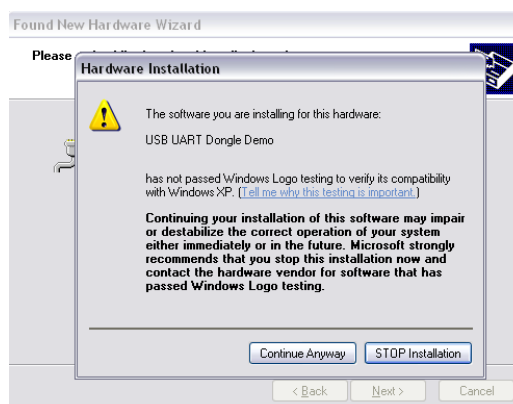 Found New Hardware Wizard
Please
Hardware Installation
The software you are installing for this hardware:
USB UART Dongle Demo
has not passed Windows Logo testing to verify its compatibility
with Windows XP. (Tell me why this testing is important.)
Continuing your installation of this software may impair
or destabilize the correct operation of your system
either immediately or in the future. Microsoft strongly
recommends that you stop this installation now and
contact the hardware vendor for software that has
passed Windows Logo testing.
Continue Anyway STOP Installation
< Back Next > Cancel